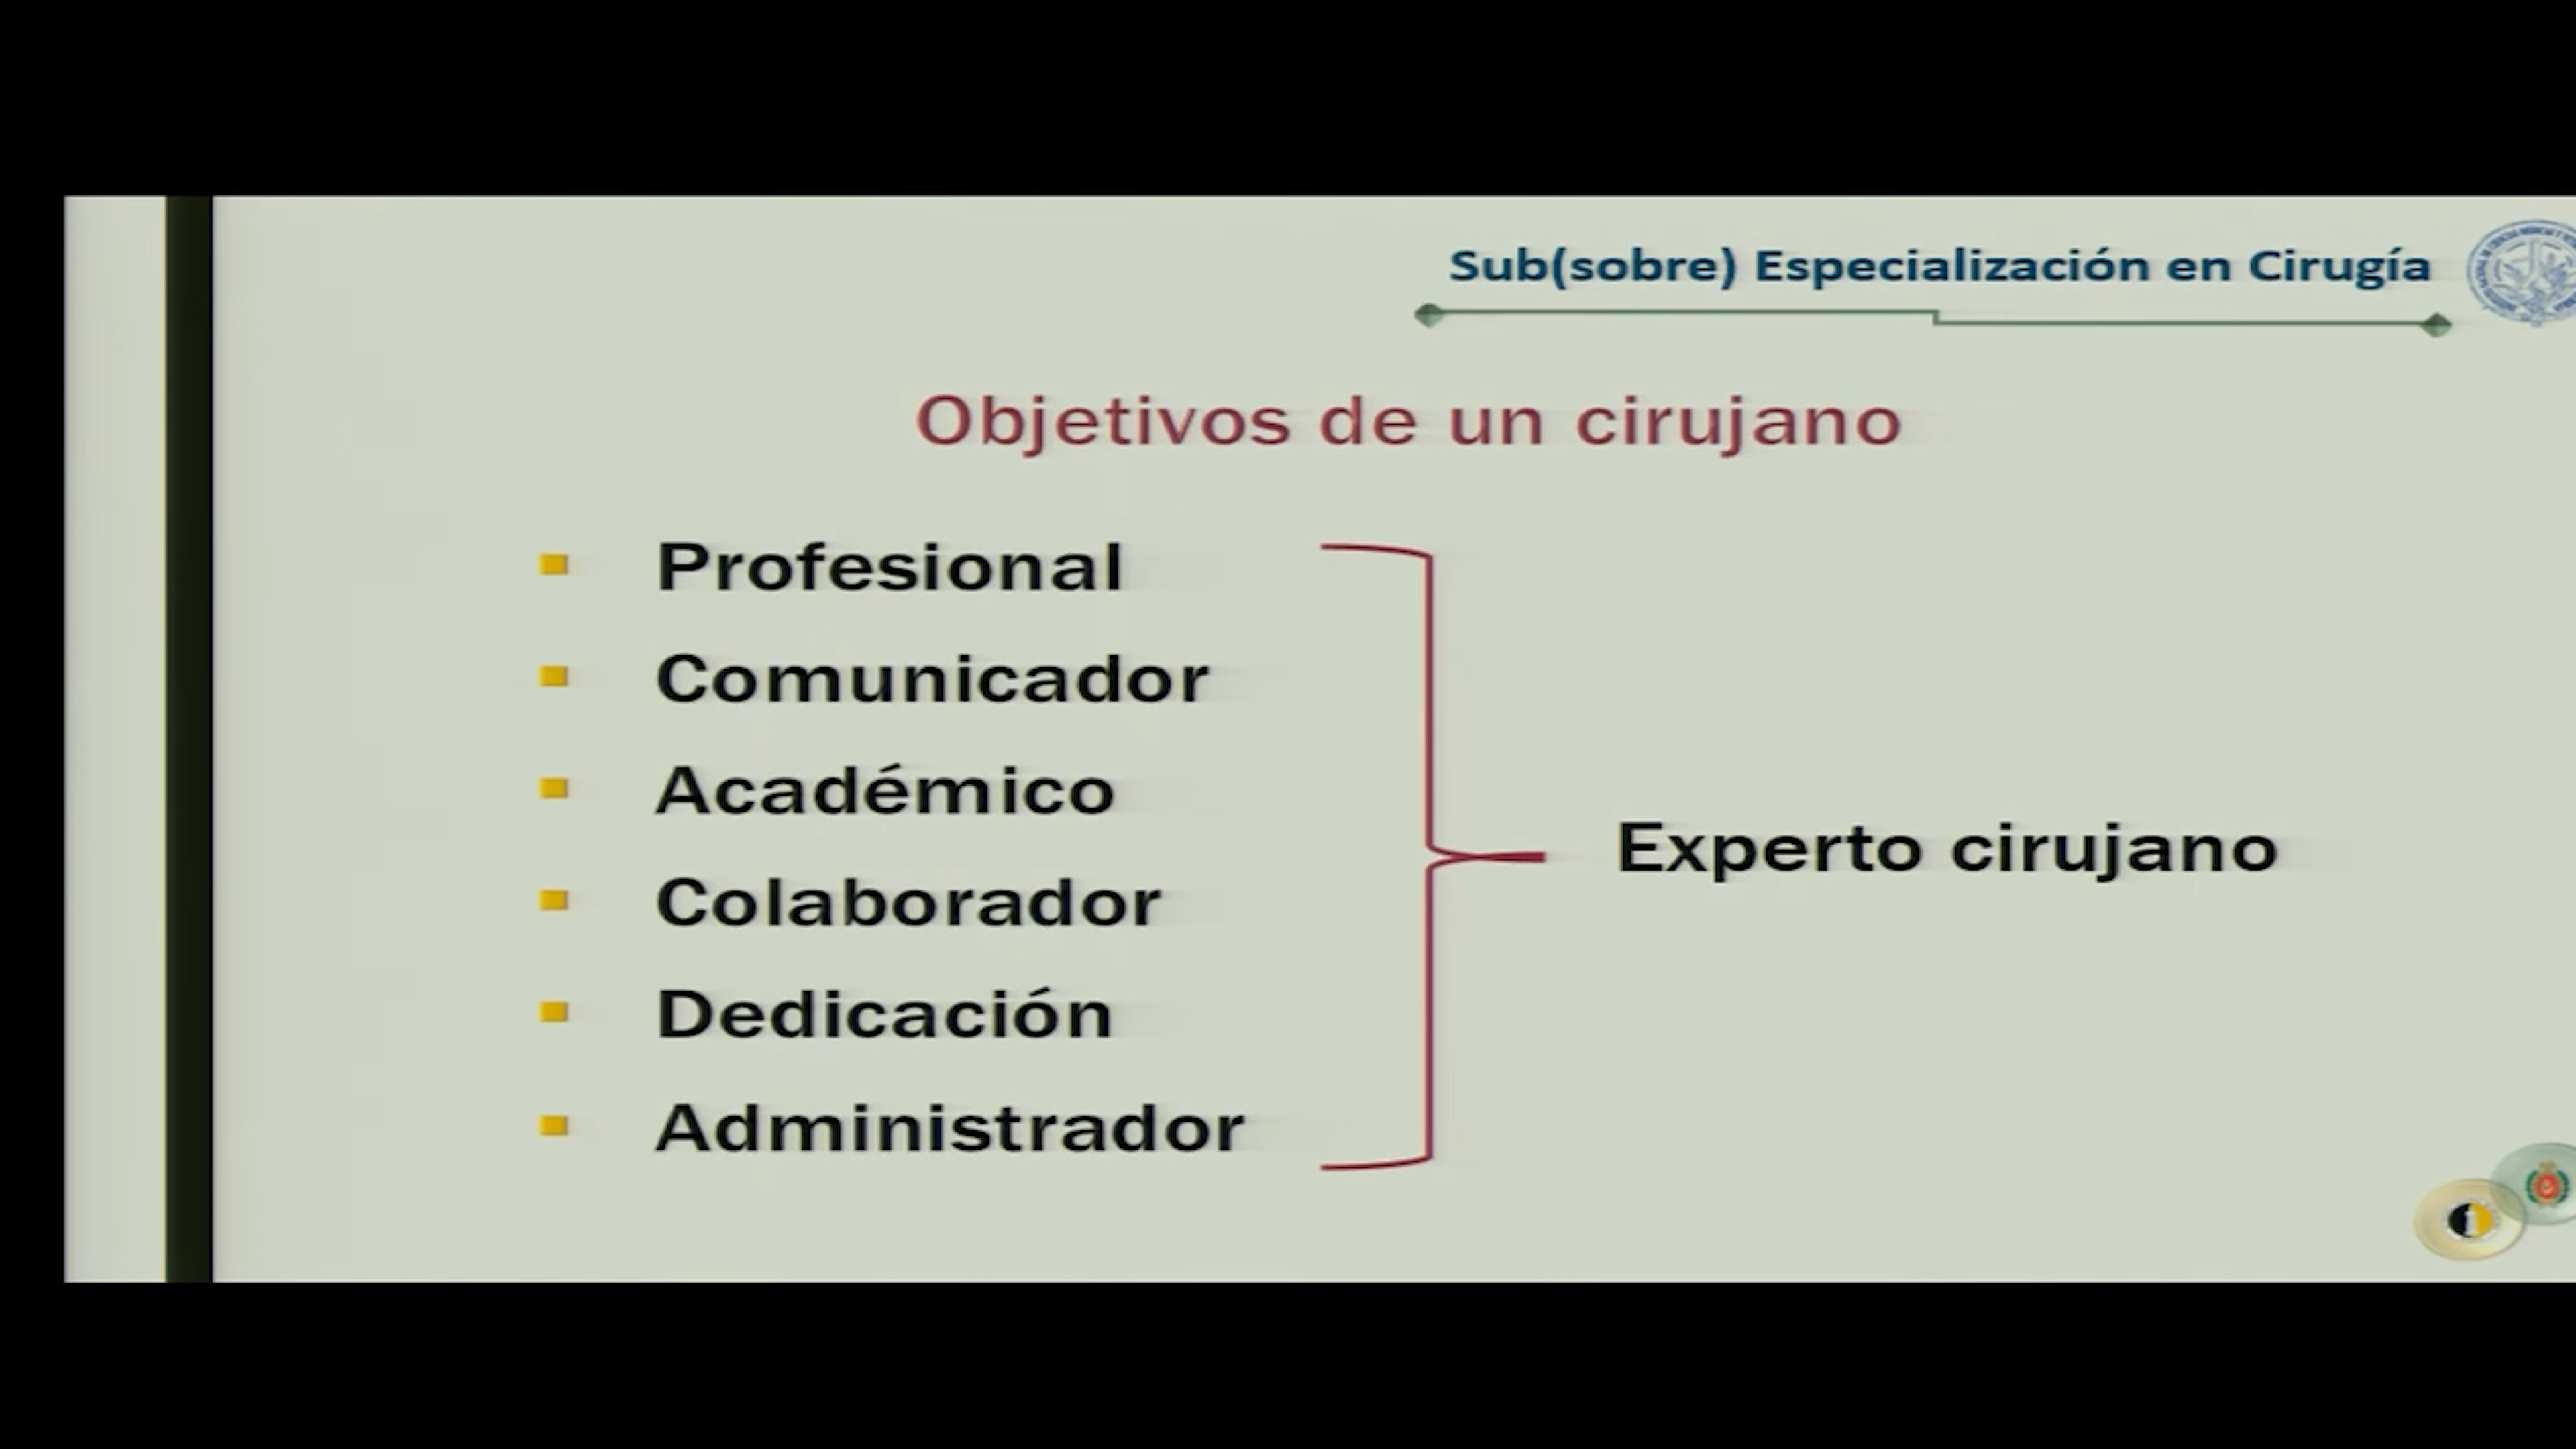 Sub(sobre) Especialización en Cirugía
Objetivos de un cirujano
Profesional
Comunicador
Académico
Colaborador
Dedicación
Administrador
Experto cirujano